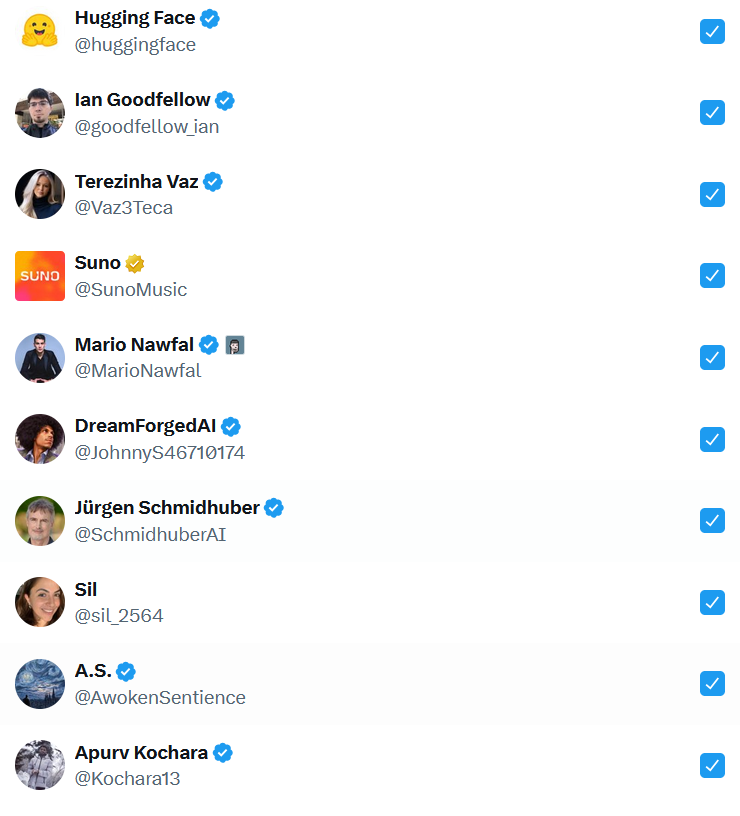 Hugging Face
@huggingface
Ian Goodfellow
@goodfellow_ian
Terezinha Vaz
@Vaz3Teca
SUNO
Suno
@SunoMusic
Mario Nawfal
@MarioNawfal
DreamForgedAI
@JohnnyS46710174
Jürgen Schmidhuber
@SchmidhuberAI
Sil
@sil_2564
A.S.
@AwokenSentience
Apurv Kochara
@Kochara13